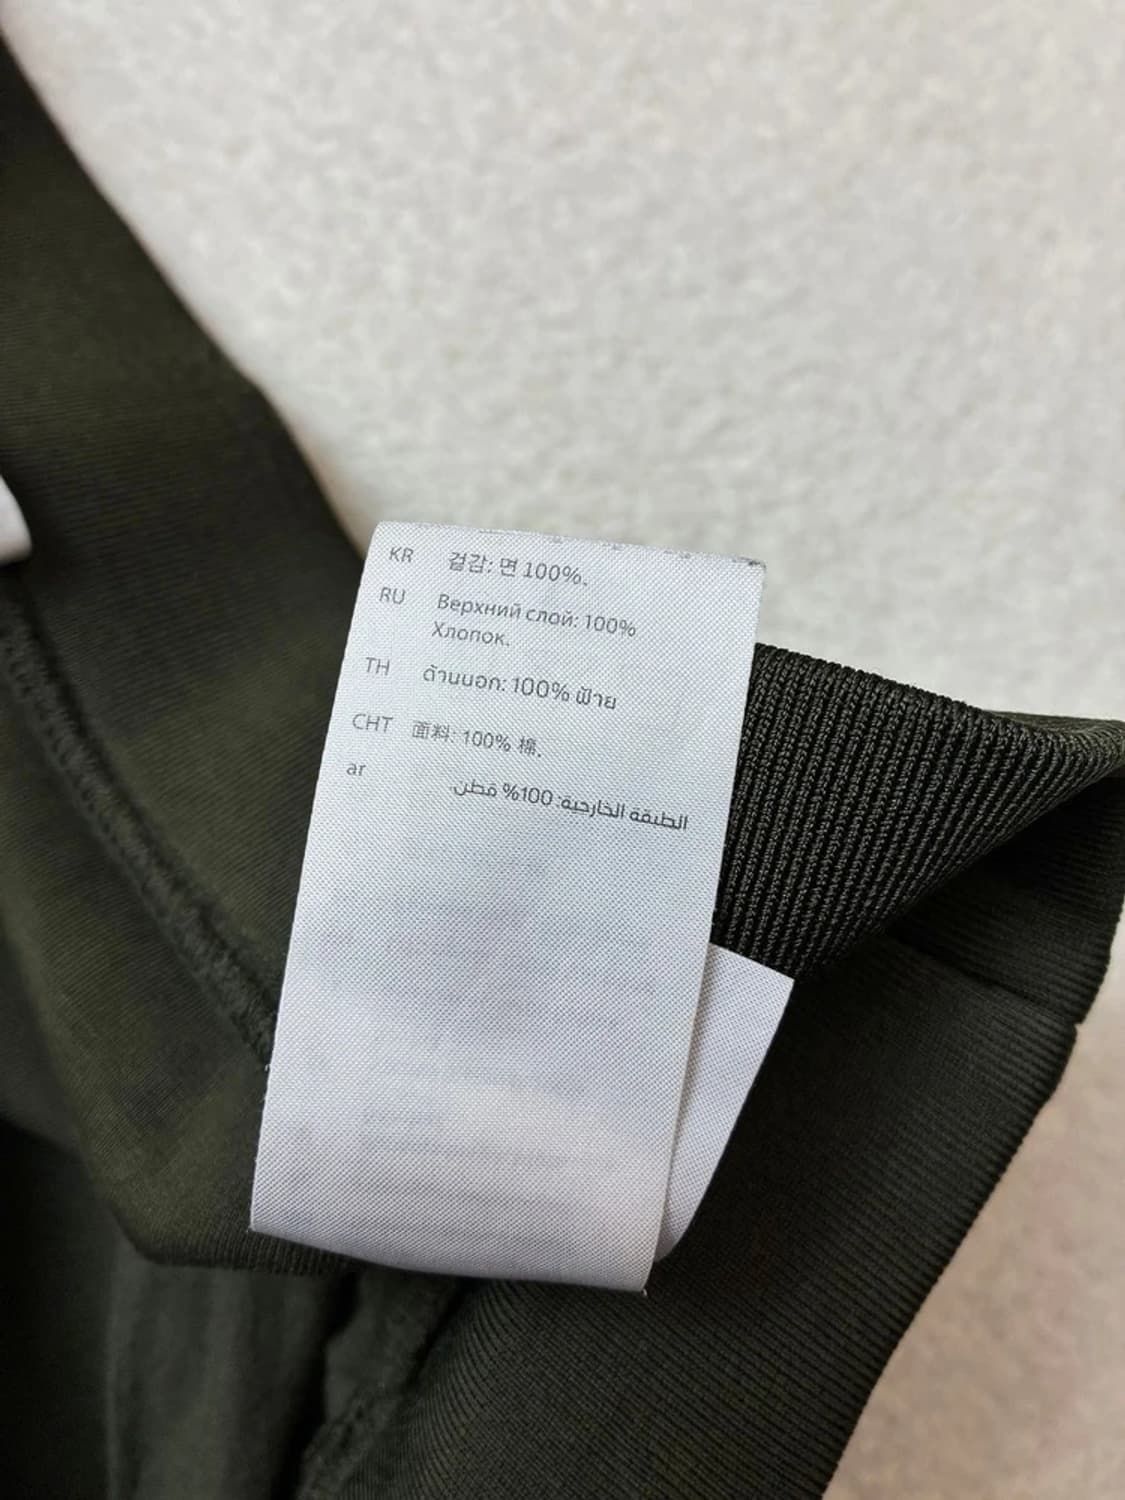 KR 겉감: 면 100%.
RU Верхний слой: 100%
Хлопок.
TH ด้านนอก: 100% ฝ้าย
CHT 面料: 100% 棉.
ar الطبقة الخارجية: 100% قطن.